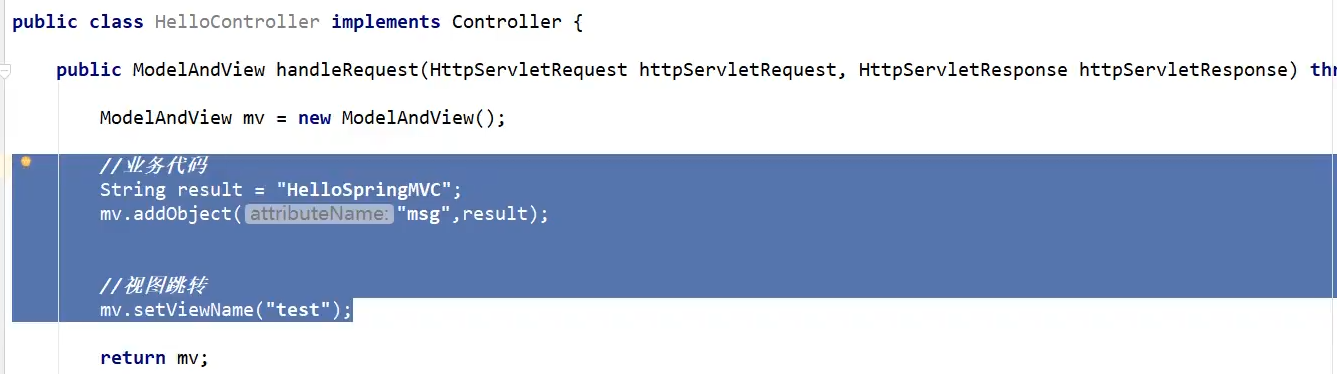 public class HelloController implements Controller {
public ModelAndView handleRequest(HttpServletRequest httpServletRequest, HttpServletResponse httpServletResponse) thr
ModelAndView mv = new ModelAndView();
//业务代码
String result = "HelloSpringMVC";
mv.addObject( attributeName: "msg",result);
//视图跳转
mv.setViewName("test");
return mv;